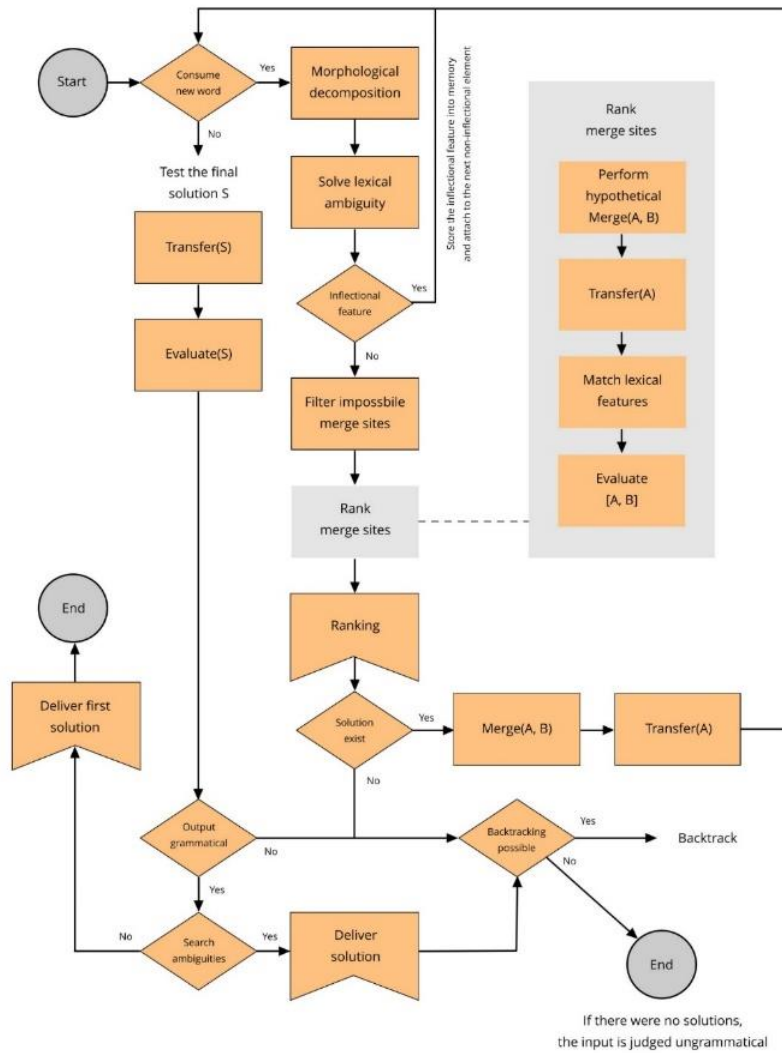 Start
Consume
new word
Yes
No
Morphological
decomposition
Test the final
solution S
Solve lexical
ambiguity
Transfer(S)
Inflectional
feature
Yes
No
Store the inflectional feature into memory
and attach to the next non-inflectional element
Evaluate(S)
Filter impossbile
merge sites
Rank
merge sites
Rank
merge sites
Perform
hypothetical
Merge(A, B)
Transfer(A)
Match lexical
features
Evaluate
[A, B]
End
Ranking
Deliver first
solution
Solution
exist
Yes
No
Merge(A, B)
Transfer(A)
Output
grammatical
No
Yes
Backtracking
possible
Yes
No
Backtrack
Search
ambiguities
No
Yes
Deliver
solution
End
If there were no solutions,
the input is judged ungrammatical